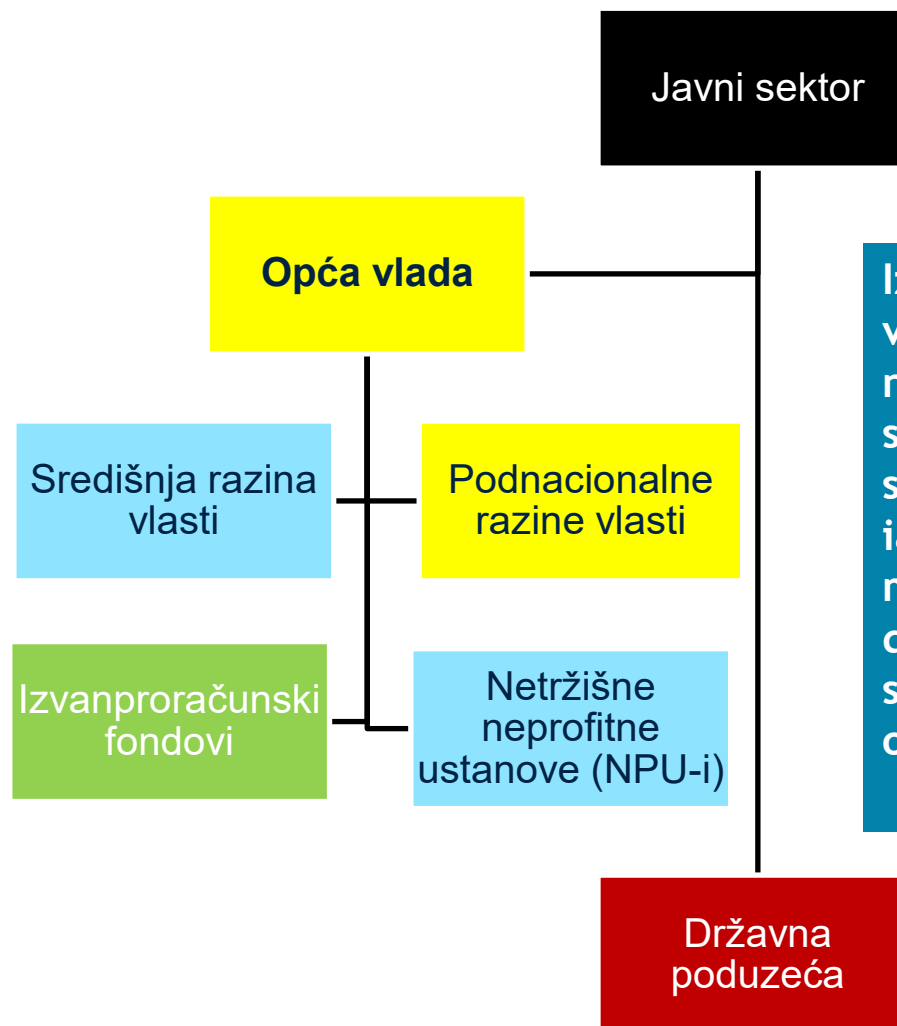 Javni sektor
Opća vlada
Središnja razina
vlasti
Podnacionalne
razine vlasti
Izvanproračunski
fondovi
Netržišne
neprofitne
ustanove (NPU-i)
Državna
poduzeća